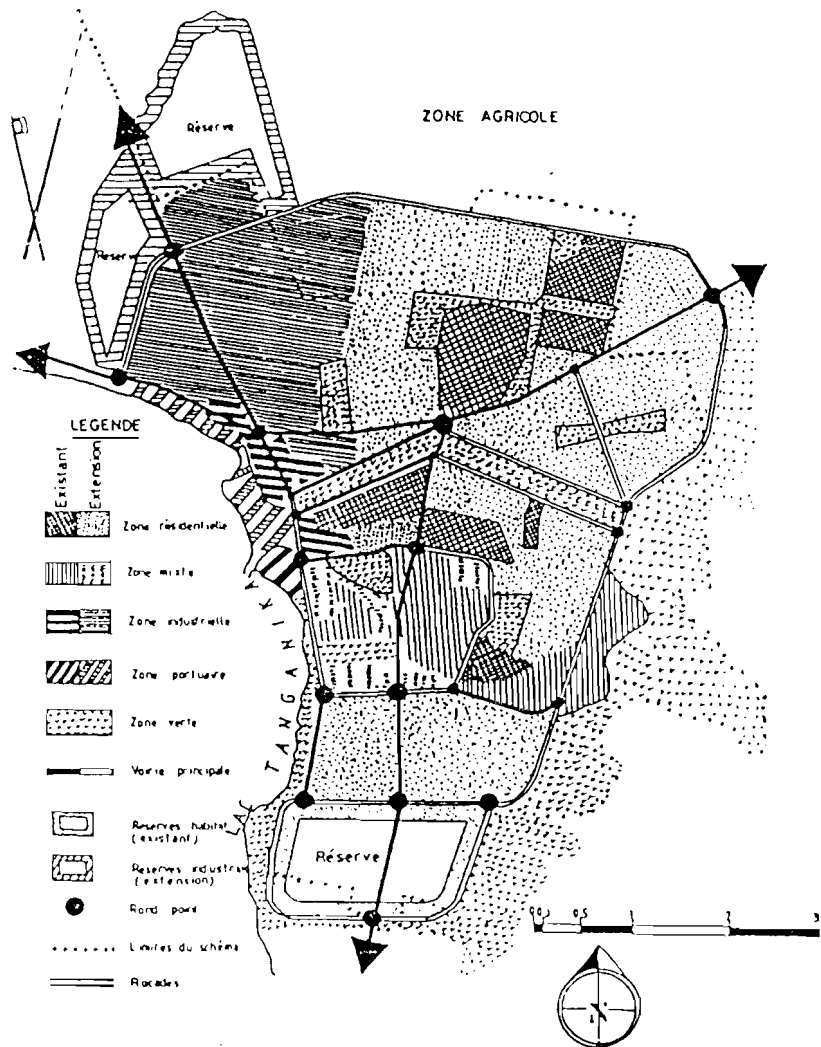 ZONE AGRICOLE
Réserve
Réserve
LEGENDE
Existant
Extension
Zone résidentielle
Zone mixte
Zone industrielle
Zone portuaire
Zone verte
Voirie principale
Réserves habitat
(existant)
Réserves industrie
(extension)
Rond point
Limites du schéma
Rocades
LAC TANGANIKA
Réserve
0,5
1
2
3
N